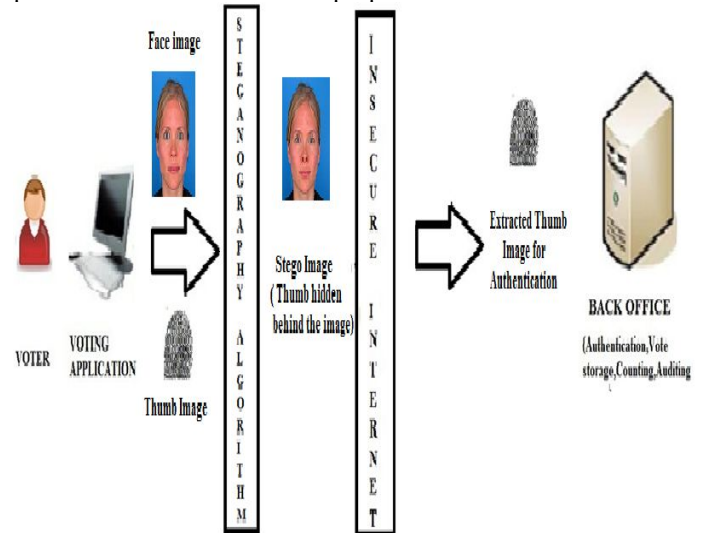 Face image
STEGANOGRAPHY ALGORITHM
INSECURE INTERNET
Stego Image
( Thumb hidden
behind the image)
Extracted Thumb
Image for
Authentication
VOTER
VOTING
APPLICATION
Thumb Image
BACK OFFICE
(Authentication,Vote
storage,Counting,Auditing